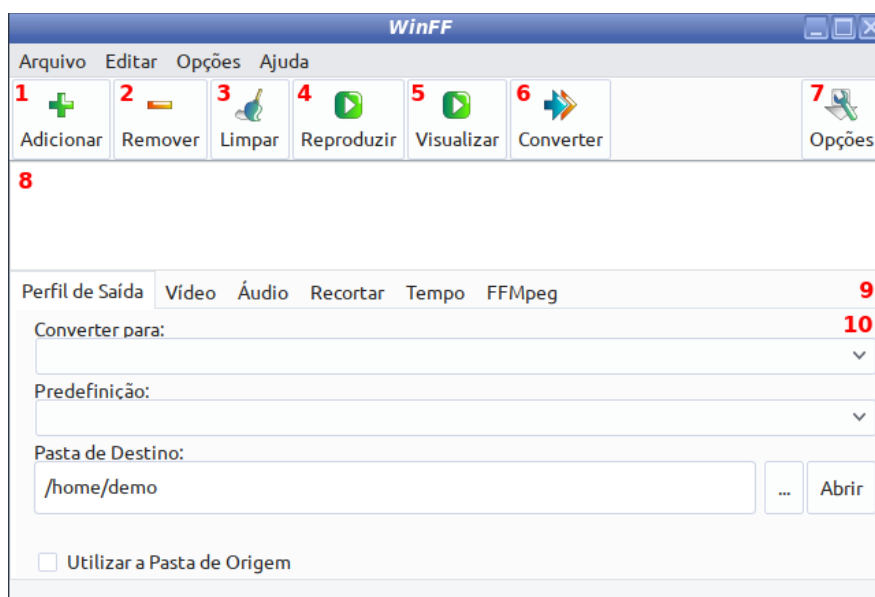 WinFF
Arquivo Editar Opções Ajuda
1 2 3 4 5 6 7
Adicionar Remover Limpar Reproduzir Visualizar Converter Opções
8
Perfil de Saída Vídeo Áudio Recortar Tempo FFMpeg 9
Converter para: 10
Predefinição:
Pasta de Destino:
/home/demo ... Abrir
Utilizar a Pasta de Origem